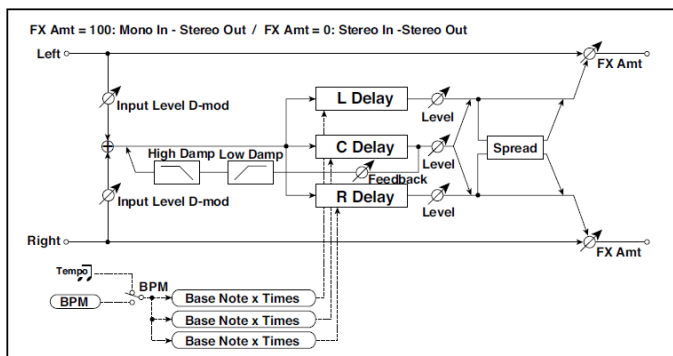 FX Amt = 100: Mono In - Stereo Out / FX Amt = 0: Stereo In -Stereo Out
Left
FX Amt
Input Level D-mod
L Delay
Level
High Damp
Low Damp
C Delay
Level
Spread
Feedback
Input Level D-mod
R Delay
Level
Right
FX Amt
Tempo
BPM
BPM
Base Note x Times
Base Note x Times
Base Note x Times